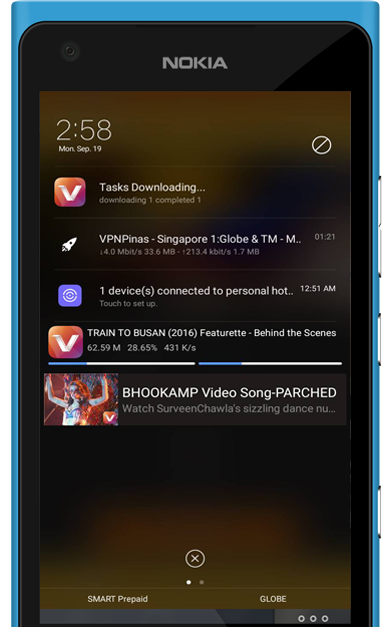 NOKIA
2:58
Mon. Sep. 19
Tasks Downloading...
downloading 1 completed 1
VPNPinas - Singapore 1:Globe & TM - M..
01:21
↓4.0 Mbit/s 33.6 MB - ↑213.4 kbit/s 1.7 MB
1 device(s) connected to personal hot..
12:51 AM
Touch to set up.
TRAIN TO BUSAN (2016) Featurette - Behind the Scenes
62.59 M 28.65% 431 K/s
BHOOKAMP Video Song-PARCHED
Watch SurveenChawla's sizzling dance nu...
SMART Prepaid
GLOBE